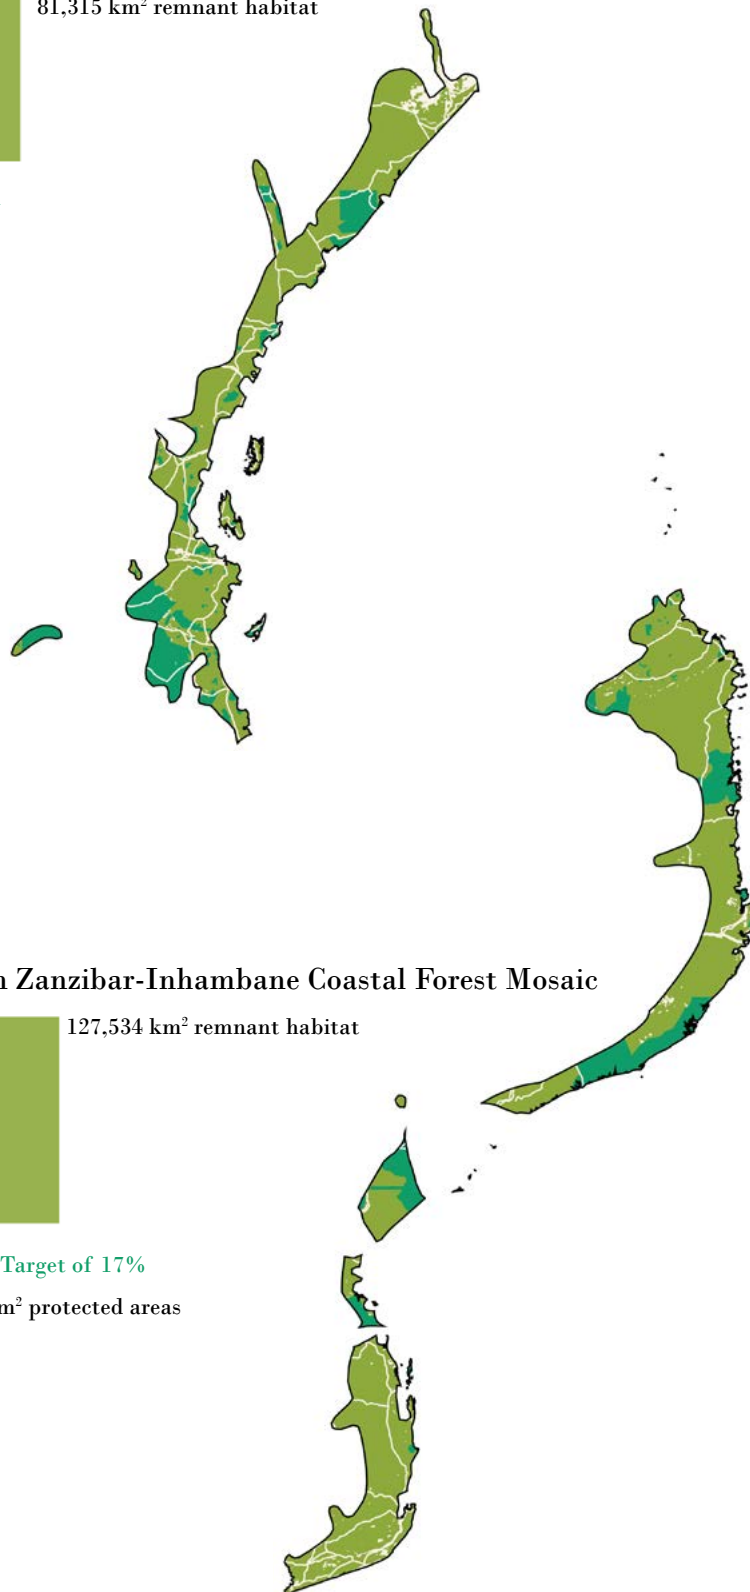 81,315 km² remnant habitat
Zanzibar-Inhambane Coastal Forest Mosaic
127,534 km² remnant habitat
Target of 17%
protected areas